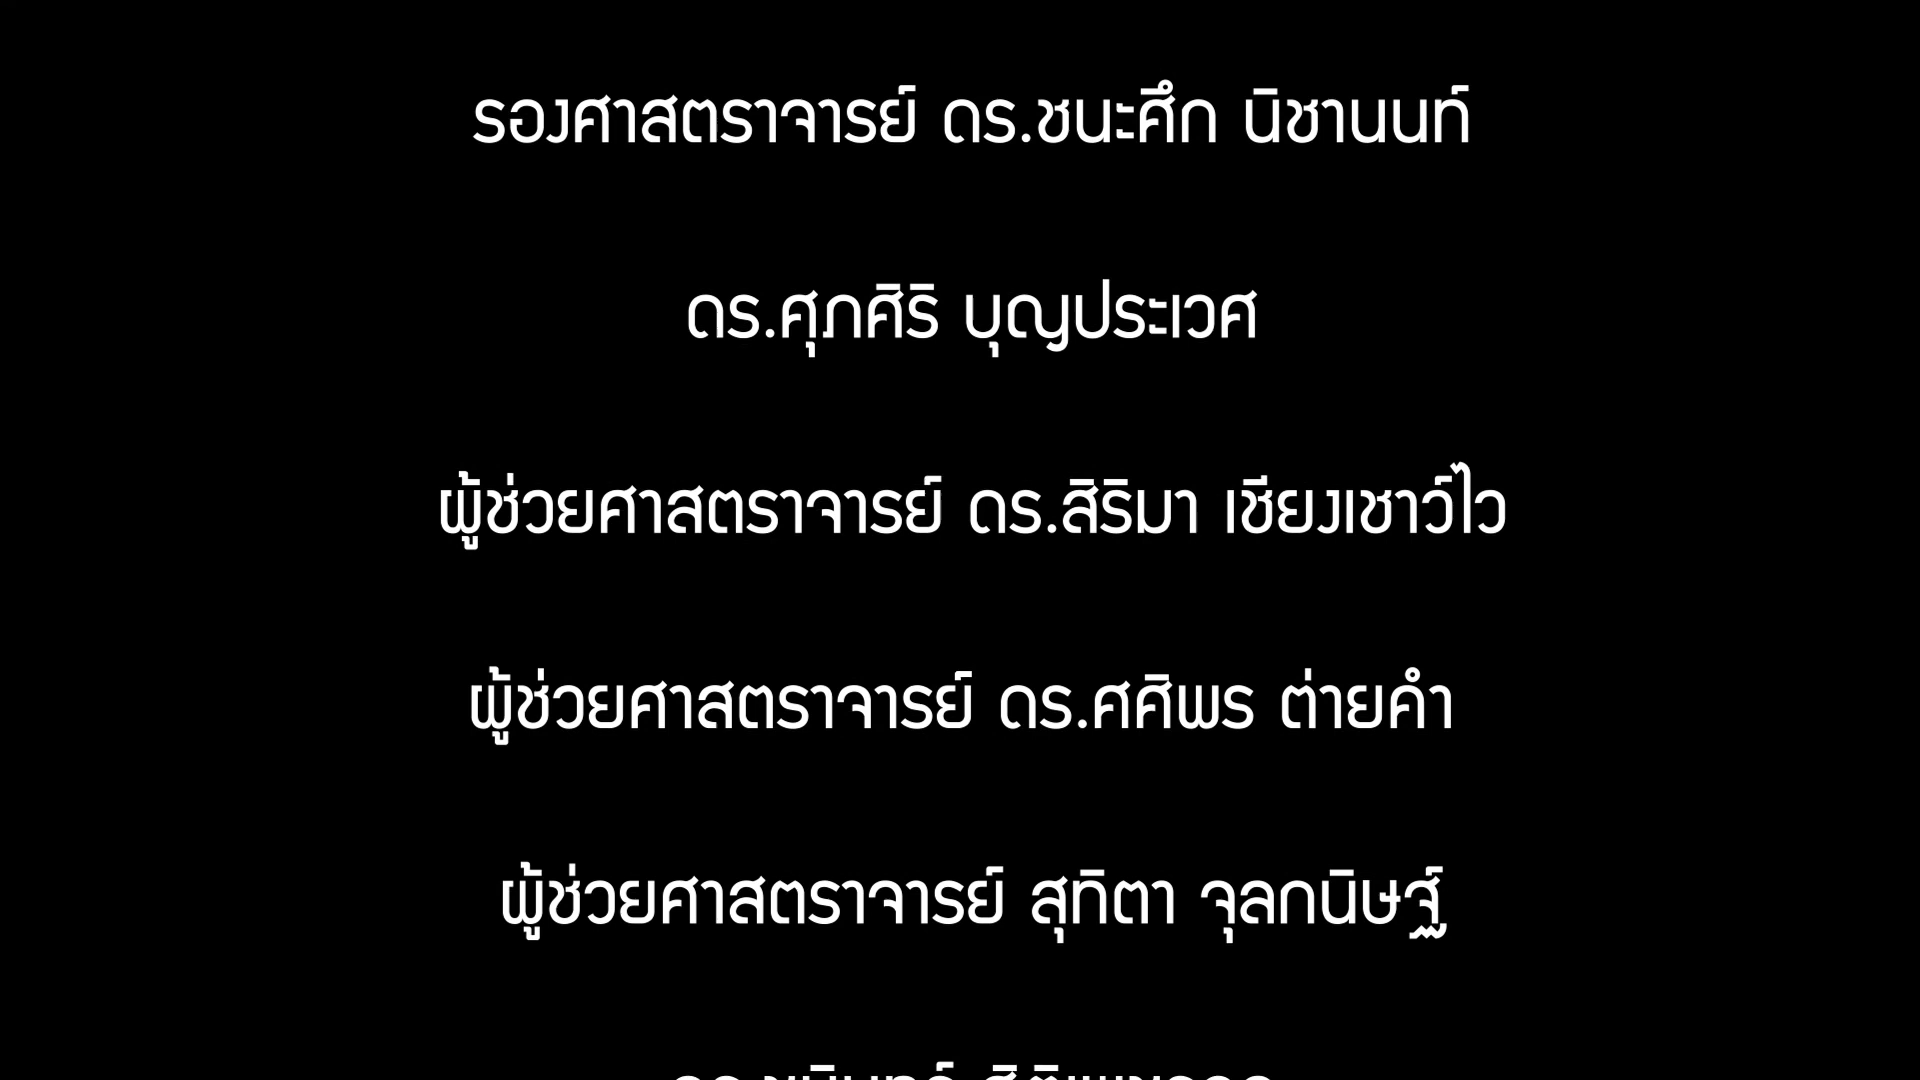 รองศาสตราจารย์ ดร.ชนะศึก นิชานนท์
ดร.ศุภศิริ บุญประเวศ
ผู้ช่วยศาสตราจารย์ ดร.สิริมา เชียงเชาว์ไว
ผู้ช่วยศาสตราจารย์ ดร.ศศิพร ต่ายคำ
ผู้ช่วยศาสตราจารย์ สุทิตา จุลกนิษฐ์